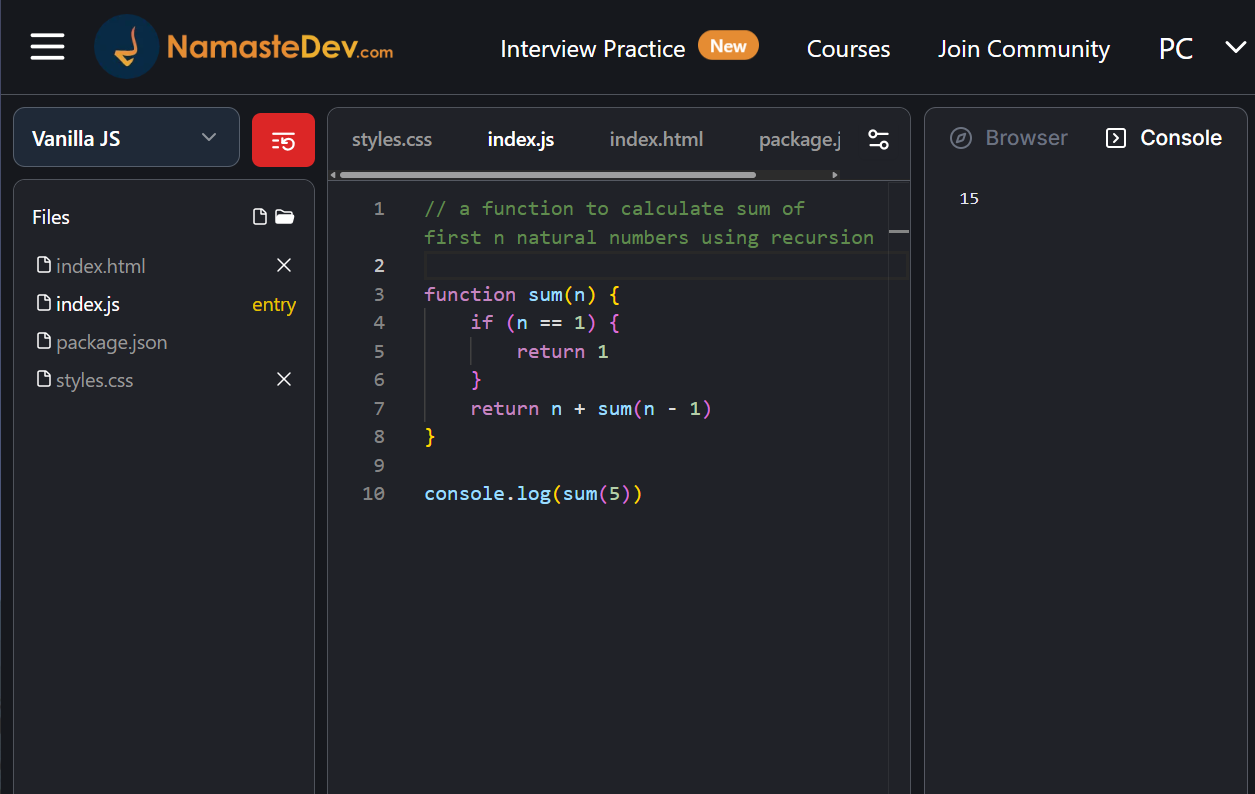 NamasteDev.com
Interview Practice New Courses Join Community PC
Vanilla JS
Files
index.html
index.js entry
package.json
styles.css
styles.css index.js index.html package.j
1 // a function to calculate sum of
first n natural numbers using recursion
2
3 function sum(n) {
4 if (n == 1) {
5 return 1
6 }
7 return n + sum(n - 1)
8 }
9
10 console.log(sum(5))
Browser Console
15